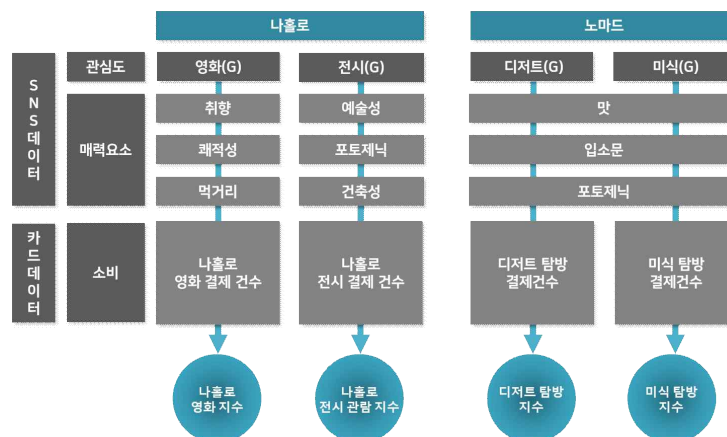 나홀로
노마드
SNS데이터
관심도
영화(G)
전시(G)
디저트(G)
미식(G)
매력요소
취향
예술성
맛
쾌적성
포토제닉
입소문
먹거리
건축성
포토제닉
카드데이터
소비
나홀로
영화 결제 건수
나홀로
전시 결제 건수
디저트 탐방
결제건수
미식 탐방
결제건수
나홀로
영화 지수
나홀로
전시 관람 지수
디저트 탐방
지수
미식 탐방
지수